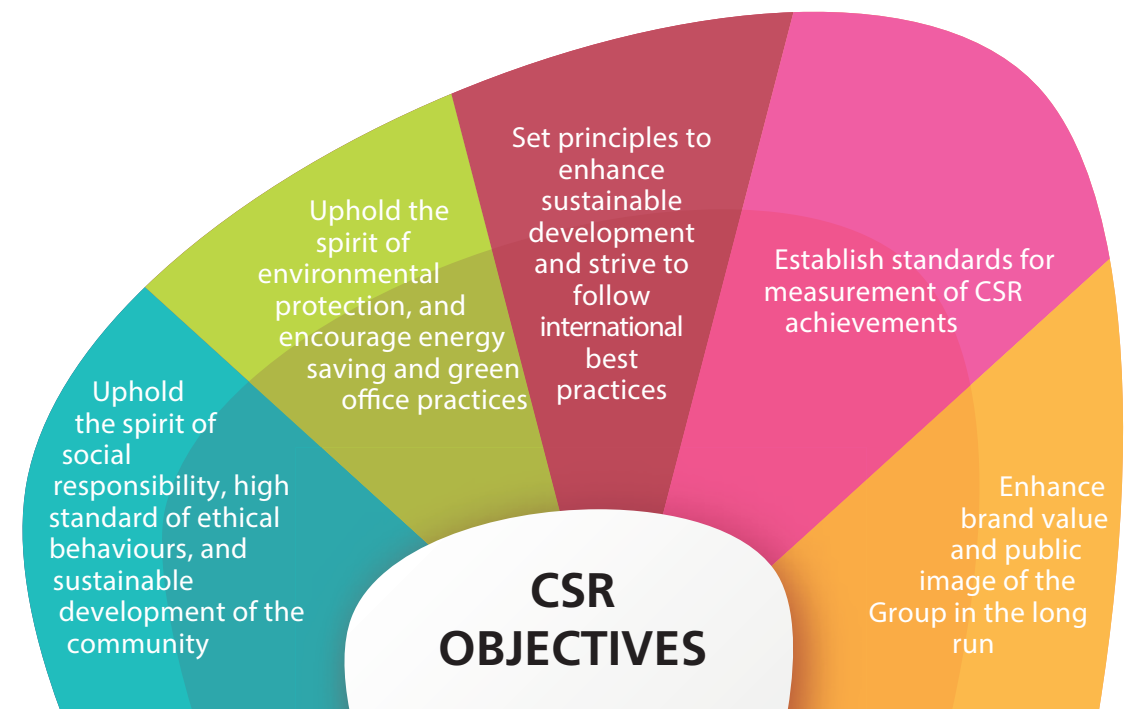 Uphold
the spirit of
social
responsibility, high
standard of ethical
behaviours, and
sustainable
development of the
community
Uphold the
spirit of
environmental
protection, and
encourage energy
saving and green
office practices
Set principles to
enhance
sustainable
development
and strive to
follow
international
best
practices
Establish standards for
measurement of CSR
achievements
Enhance
brand value
and public
image of the
Group in the long
run
CSR
OBJECTIVES